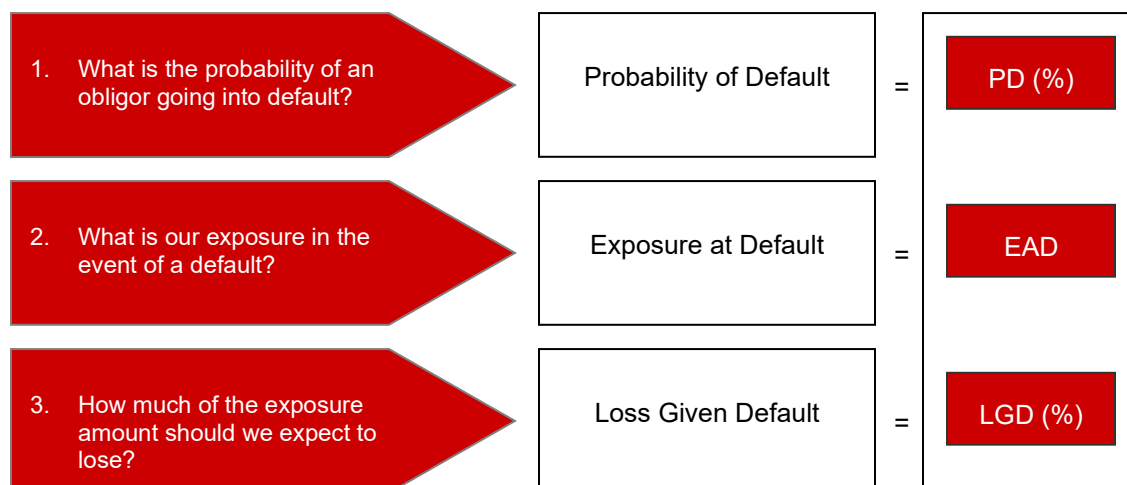 1. What is the probability of an
obligor going into default?
Probability of Default
=
PD (%)
2. What is our exposure in the
event of a default?
Exposure at Default
=
EAD
3. How much of the exposure
amount should we expect to
lose?
Loss Given Default
=
LGD (%)